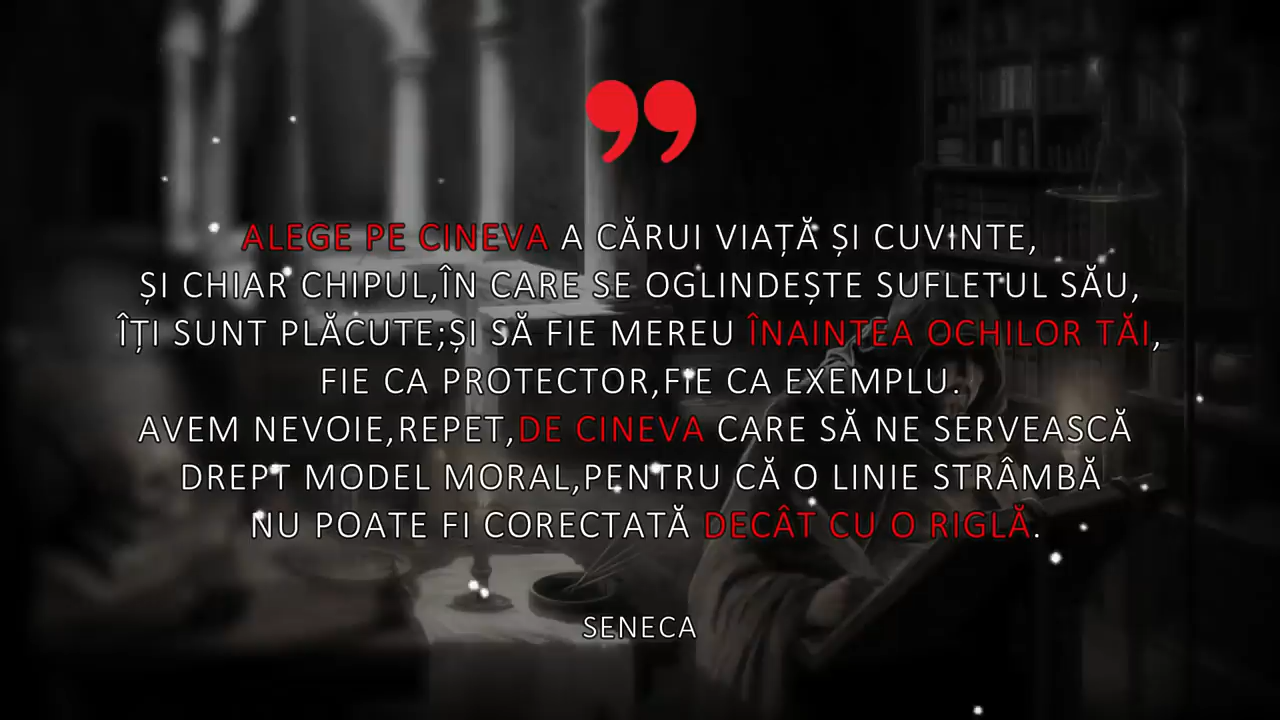 ALEGE PE CINEVA A CĂRUI VIAȚĂ ȘI CUVINTE,
ȘI CHIAR CHIPUL,ÎN CARE SE OGLINDEȘTE SUFLETUL SĂU,
ÎȚI SUNT PLĂCUTE;ȘI SĂ FIE MEREU ÎNAINTEA OCHILOR TĂI,
FIE CA PROTECTOR,FIE CA EXEMPLU.
AVEM NEVOIE,REPET,DE CINEVA CARE SĂ NE SERVEASCĂ
DREPT MODEL MORAL,PENTRU CĂ O LINIE STRÂMBĂ
NU POATE FI CORECTATĂ DECÂT CU O RIGLĂ.
SENECA